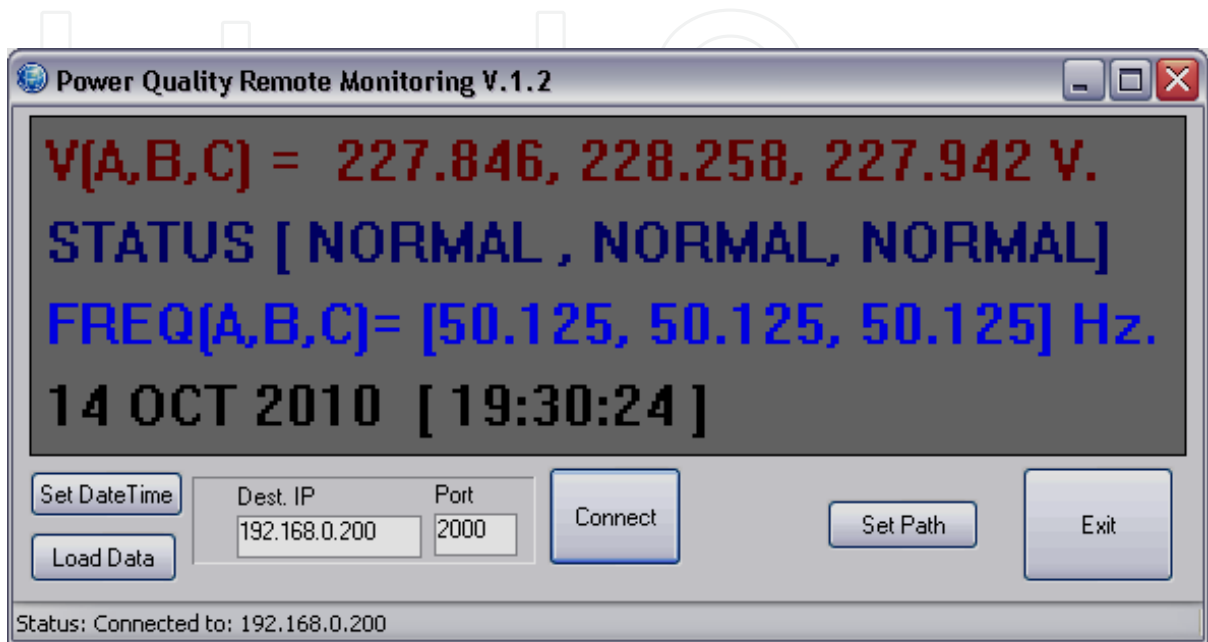 Power Quality Remote Monitoring V.1.2
V(A,B,C) = 227.846, 228.258, 227.942 V.
STATUS [ NORMAL , NORMAL, NORMAL]
FREQ(A,B,C)= [50.125, 50.125, 50.125] Hz.
14 OCT 2010 [ 19:30:24 ]
Set DateTime
Load Data
Dest. IP Port
192.168.0.200 2000
Connect
Set Path
Exit
Status: Connected to: 192.168.0.200